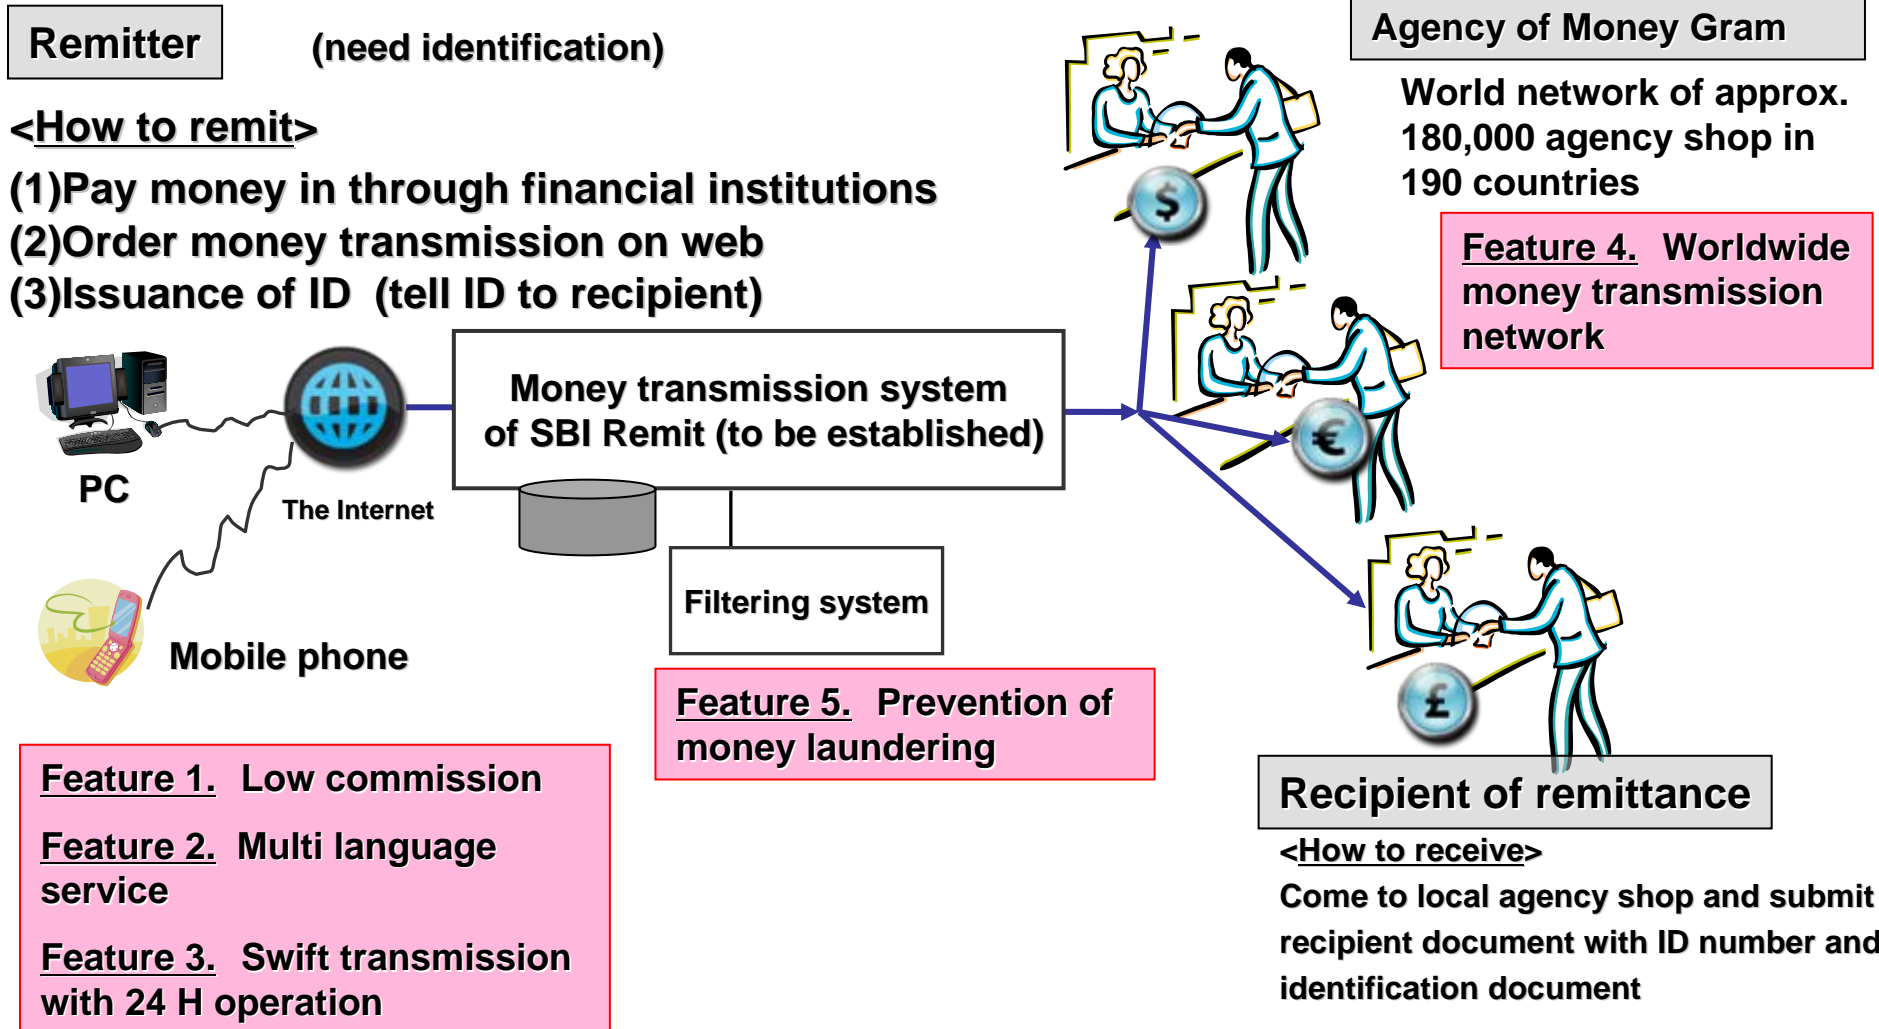 Remitter
(need identification)
<How to remit>
(1)Pay money in through financial institutions
(2)Order money transmission on web
(3)Issuance of ID (tell ID to recipient)
PC
The Internet
Mobile phone
Money transmission system
of SBI Remit (to be established)
Filtering system
Feature 5. Prevention of
money laundering
Feature 1. Low commission
Feature 2. Multi language
service
Feature 3. Swift transmission
with 24 H operation
Agency of Money Gram
World network of approx.
180,000 agency shop in
190 countries
Feature 4. Worldwide
money transmission
network
$
€
£
Recipient of remittance
<How to receive>
Come to local agency shop and submit
recipient document with ID number and
identification document